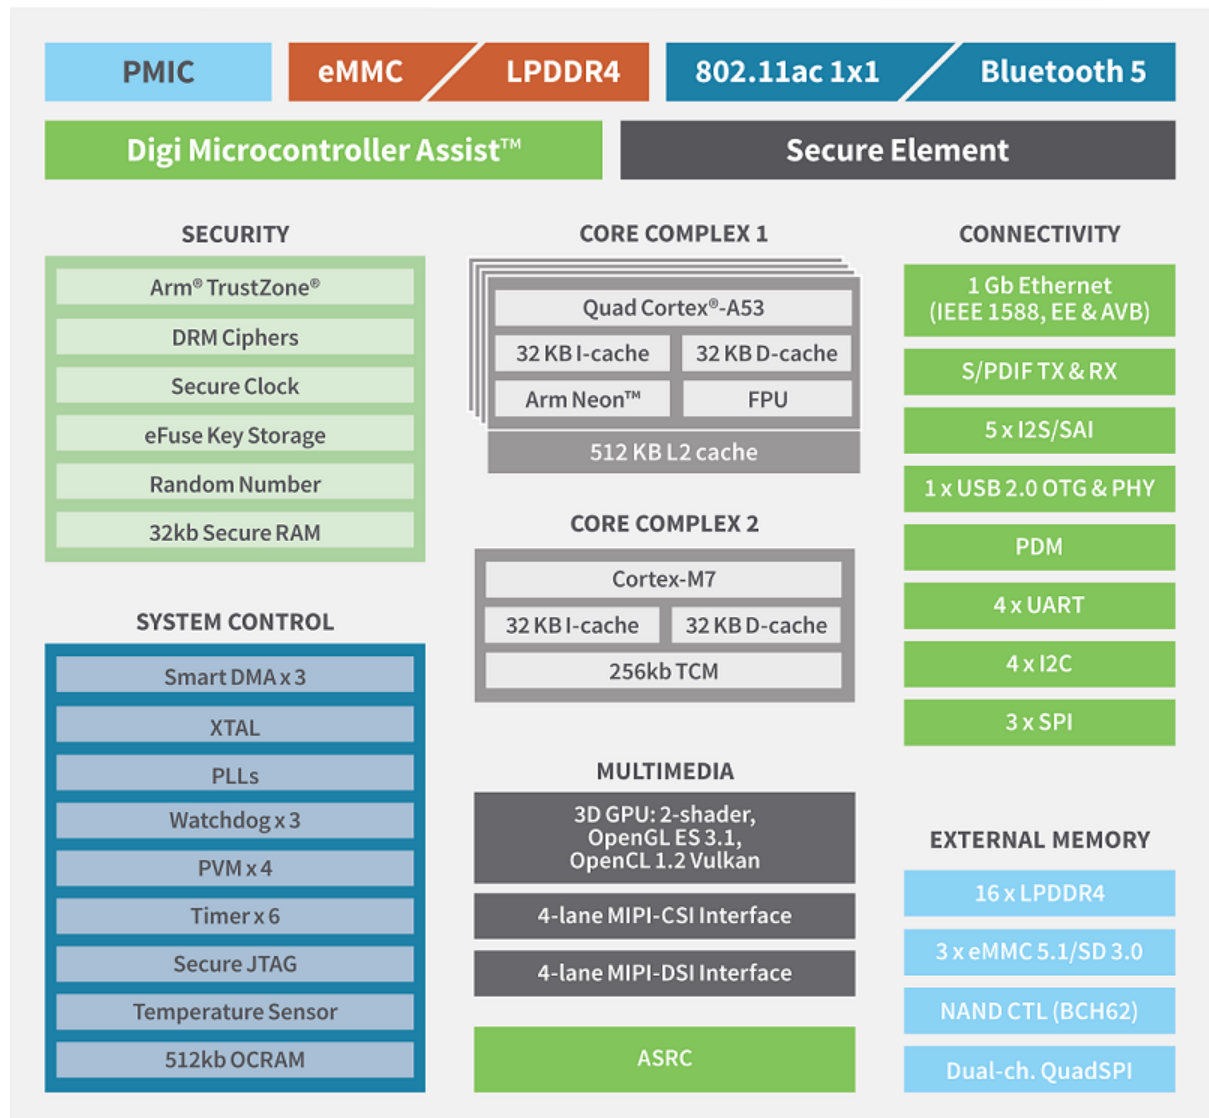 PMIC
eMMC
LPDDR4
802.11ac 1x1
Bluetooth 5
Digi Microcontroller Assist™
Secure Element
SECURITY
Arm® TrustZone®
DRM Ciphers
Secure Clock
eFuse Key Storage
Random Number
32kb Secure RAM
SYSTEM CONTROL
Smart DMA x 3
XTAL
PLLs
Watchdog x 3
PVM x 4
Timer x 6
Secure JTAG
Temperature Sensor
512kb OCRAM
CORE COMPLEX 1
Quad Cortex®-A53
32 KB I-cache
32 KB D-cache
Arm Neon™
FPU
512 KB L2 cache
CORE COMPLEX 2
Cortex-M7
32 KB I-cache
32 KB D-cache
256kb TCM
MULTIMEDIA
3D GPU: 2-shader,
OpenGL ES 3.1,
OpenCL 1.2 Vulkan
4-lane MIPI-CSI Interface
4-lane MIPI-DSI Interface
ASRC
CONNECTIVITY
1 Gb Ethernet
(IEEE 1588, EE & AVB)
S/PDIF TX & RX
5 x I2S/SAI
1 x USB 2.0 OTG & PHY
PDM
4 x UART
4 x I2C
3 x SPI
EXTERNAL MEMORY
16 x LPDDR4
3 x eMMC 5.1/SD 3.0
NAND CTL (BCH62)
Dual-ch. QuadSPI